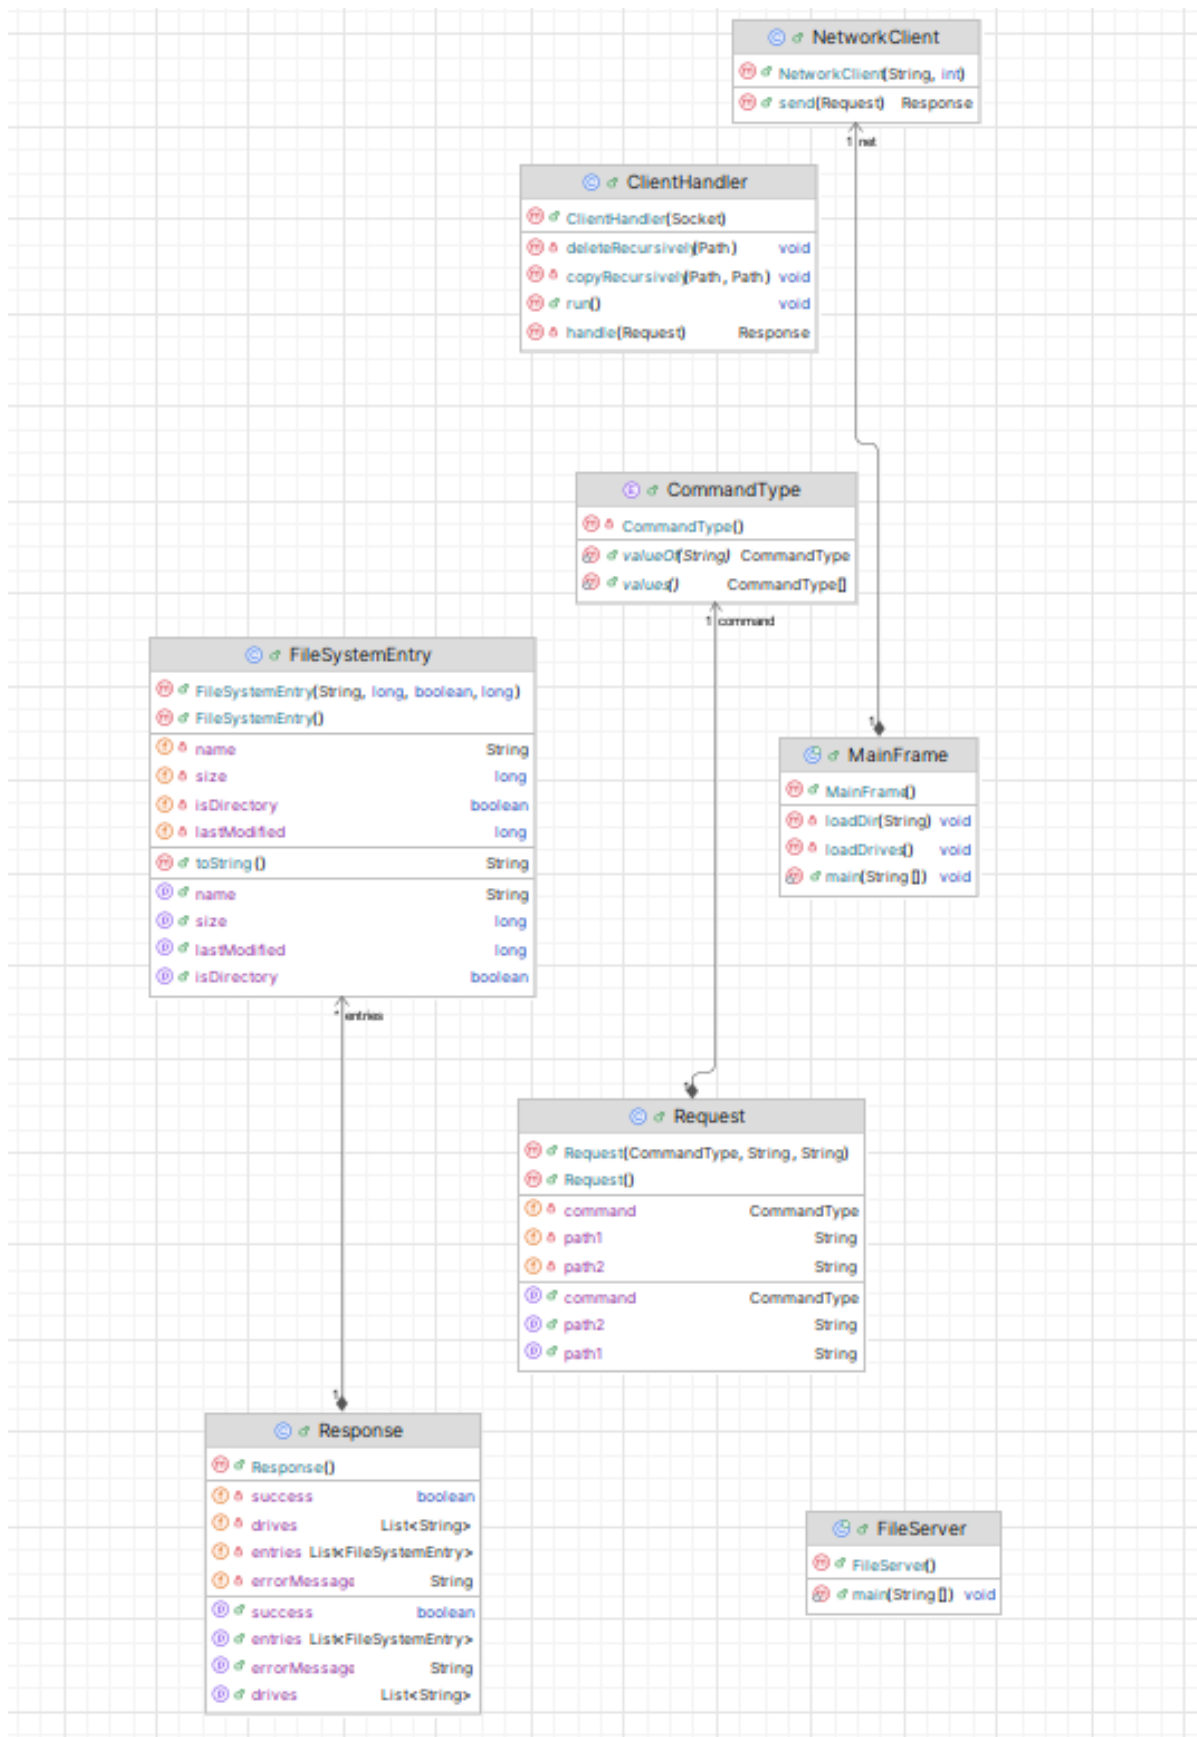 NetworkClient
NetworkClient(String, int)
send(Request) Response
1 net
ClientHandler
ClientHandler(Socket)
deleteRecursively(Path) void
copyRecursively(Path, Path) void
run() void
handle(Request) Response
CommandType
CommandType()
valueOf(String) CommandType
values() CommandType[]
1 command
FileSystemEntry
FileSystemEntry(String, long, boolean, long)
FileSystemEntry()
name String
size long
isDirectory boolean
lastModified long
toString() String
name String
size long
lastModified long
isDirectory boolean
* entries
1
MainFrame
MainFrame()
loadDir(String) void
loadDrives() void
main(String[]) void
1
Request
Request(CommandType, String, String)
Request()
command CommandType
path1 String
path2 String
command CommandType
path2 String
path1 String
1
Response
Response()
success boolean
drives List<String>
entries List<FileSystemEntry>
errorMessage String
success boolean
entries List<FileSystemEntry>
errorMessage String
drives List<String>
FileServer
FileServer()
main(String[]) void